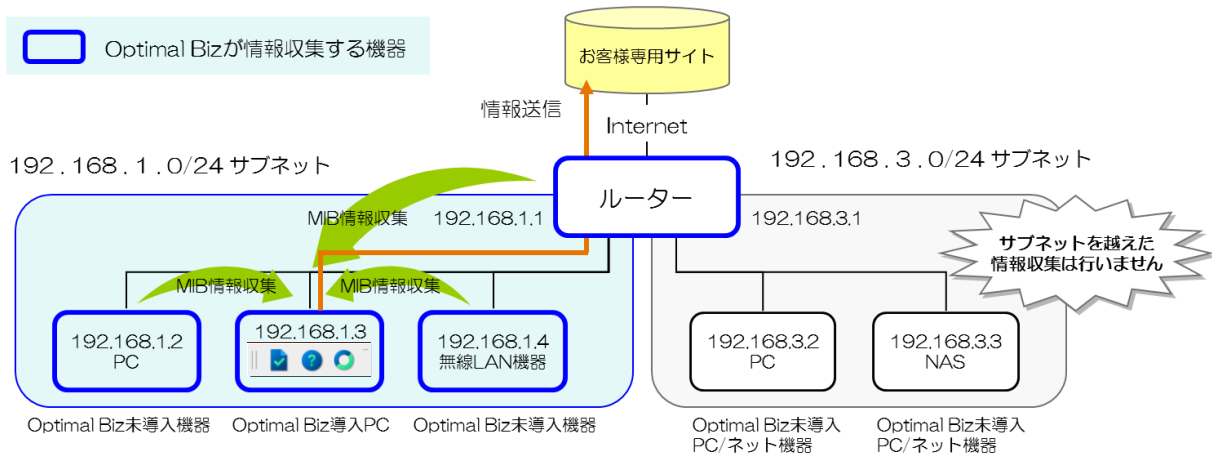 Optimal Bizが情報収集する機器
お客様専用サイト
情報送信
Internet
192.168.1.0/24 サブネット
192.168.3.0/24 サブネット
ルーター
MIB情報収集
192.168.1.1
192.168.3.1
サブネットを越えた
情報収集は行いません
MIB情報収集
MIB情報収集
192.168.1.2
PC
192.168.1.3
?
192.168.1.4
無線LAN機器
192.168.3.2
PC
192.168.3.3
NAS
Optimal Biz未導入機器
Optimal Biz導入PC
Optimal Biz未導入機器
Optimal Biz未導入
PC/ネット機器
Optimal Biz未導入
PC/ネット機器